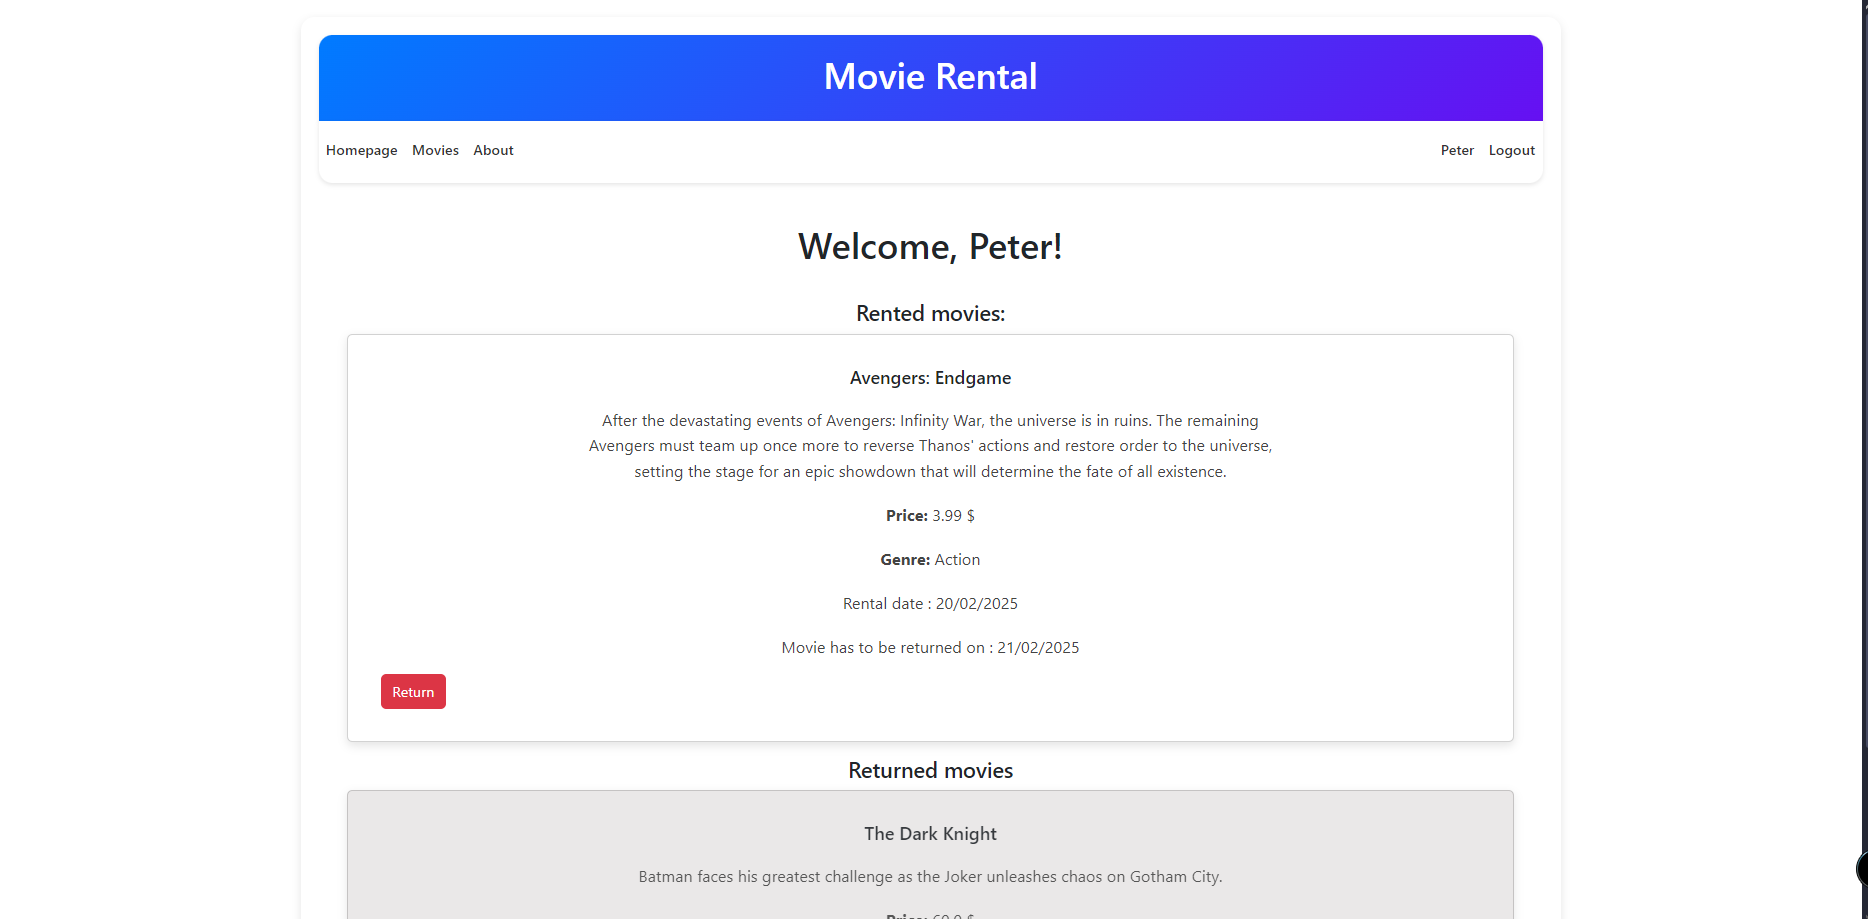 Movie Rental
Homepage Movies About Peter Logout
Welcome, Peter!
Rented movies:
Avengers: Endgame
After the devastating events of Avengers: Infinity War, the universe is in ruins. The remaining
Avengers must team up once more to reverse Thanos' actions and restore order to the universe,
setting the stage for an epic showdown that will determine the fate of all existence.
Price: 3.99 $
Genre: Action
Rental date : 20/02/2025
Movie has to be returned on : 21/02/2025
Return
Returned movies
The Dark Knight
Batman faces his greatest challenge as the Joker unleashes chaos on Gotham City.
Price: 60.0 $